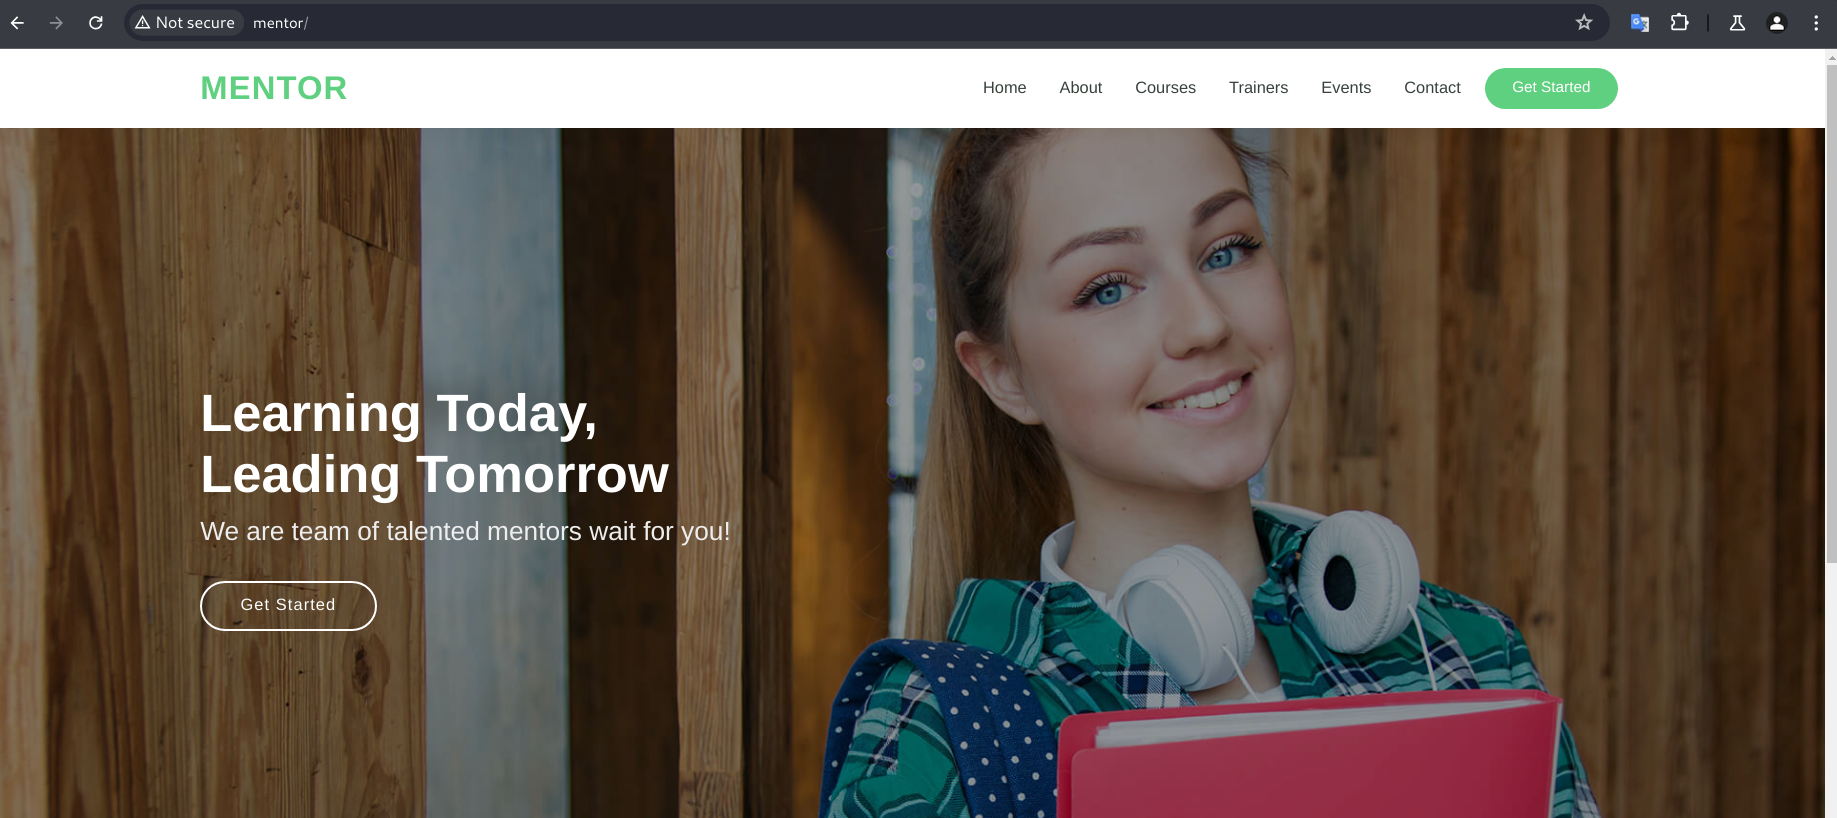 Not secure mentor/
MENTOR
Home About Courses Trainers Events Contact Get Started
Learning Today,
Leading Tomorrow
We are team of talented mentors wait for you!
Get Started